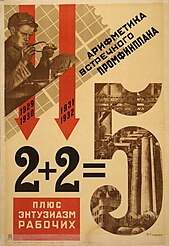 АРИФМЕТИКА
ВСТРЕЧНОГО
ПРОМФИНПЛАНА
2+2=5
ПЛЮС
ЭНТУЗИАЗМ
РАБОЧИХ